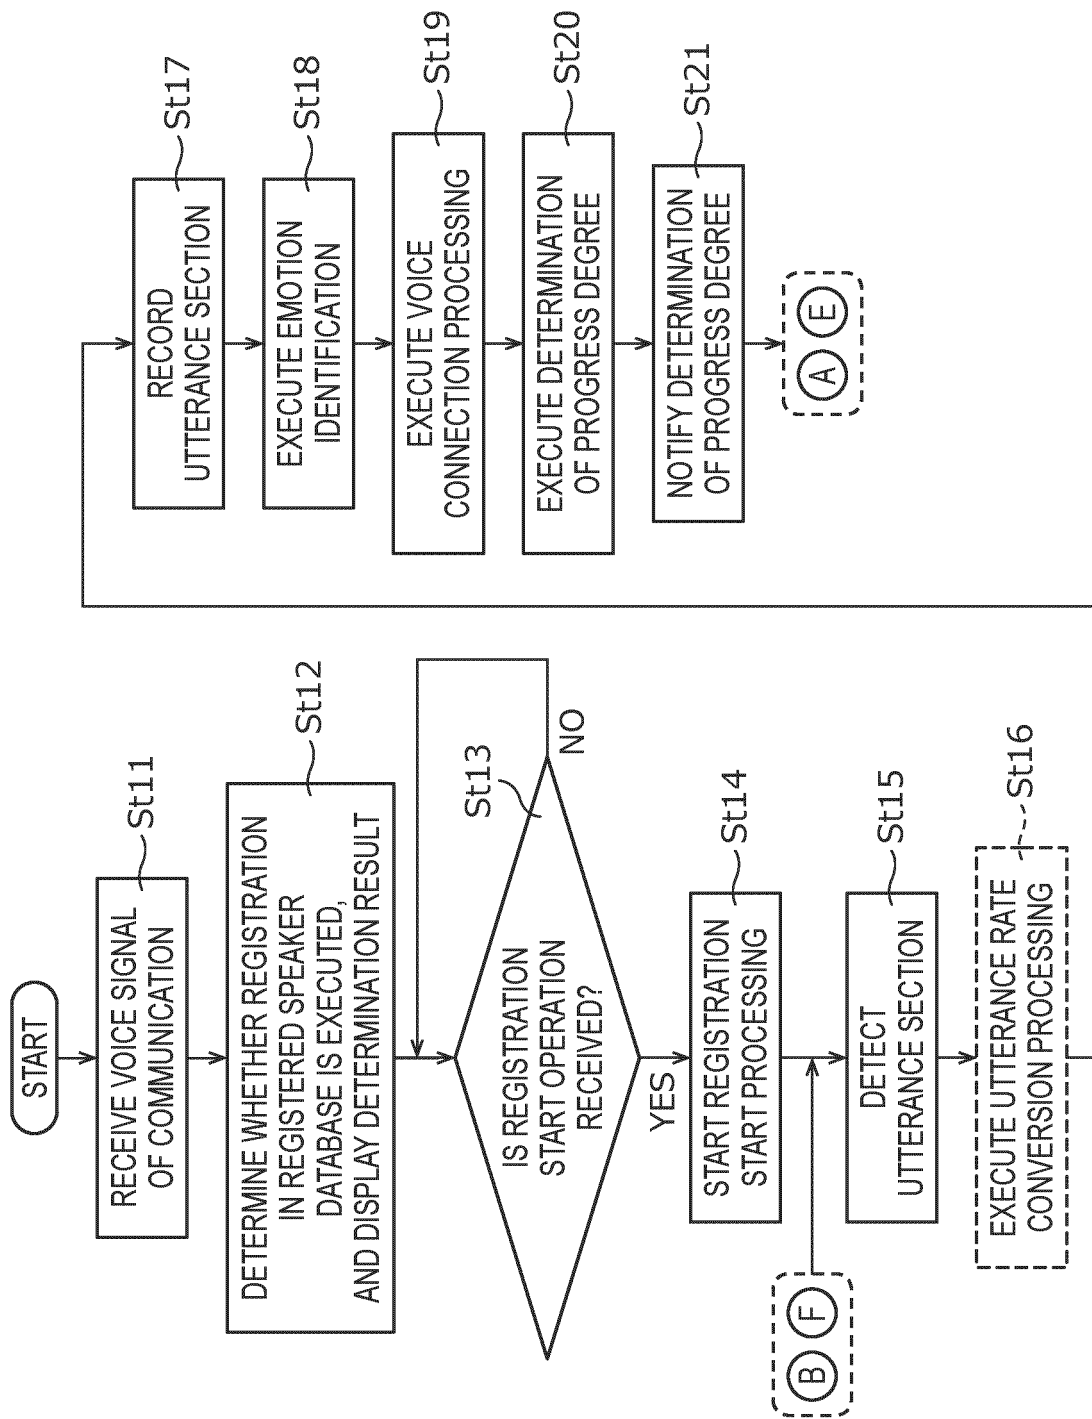 START
RECEIVE VOICE SIGNAL
OF COMMUNICATION
St11
DETERMINE WHETHER REGISTRATION
IN REGISTERED SPEAKER
DATABASE IS EXECUTED,
AND DISPLAY DETERMINATION RESULT
St12
IS REGISTRATION
START OPERATION
RECEIVED?
St13
NO
YES
START REGISTRATION
START PROCESSING
St14
B F
DETECT
UTTERANCE SECTION
St15
EXECUTE UTTERANCE RATE
CONVERSION PROCESSING
St16
RECORD
UTTERANCE SECTION
St17
EXECUTE EMOTION
IDENTIFICATION
St18
EXECUTE VOICE
CONNECTION PROCESSING
St19
EXECUTE DETERMINATION
OF PROGRESS DEGREE
St20
NOTIFY DETERMINATION
OF PROGRESS DEGREE
St21
A E